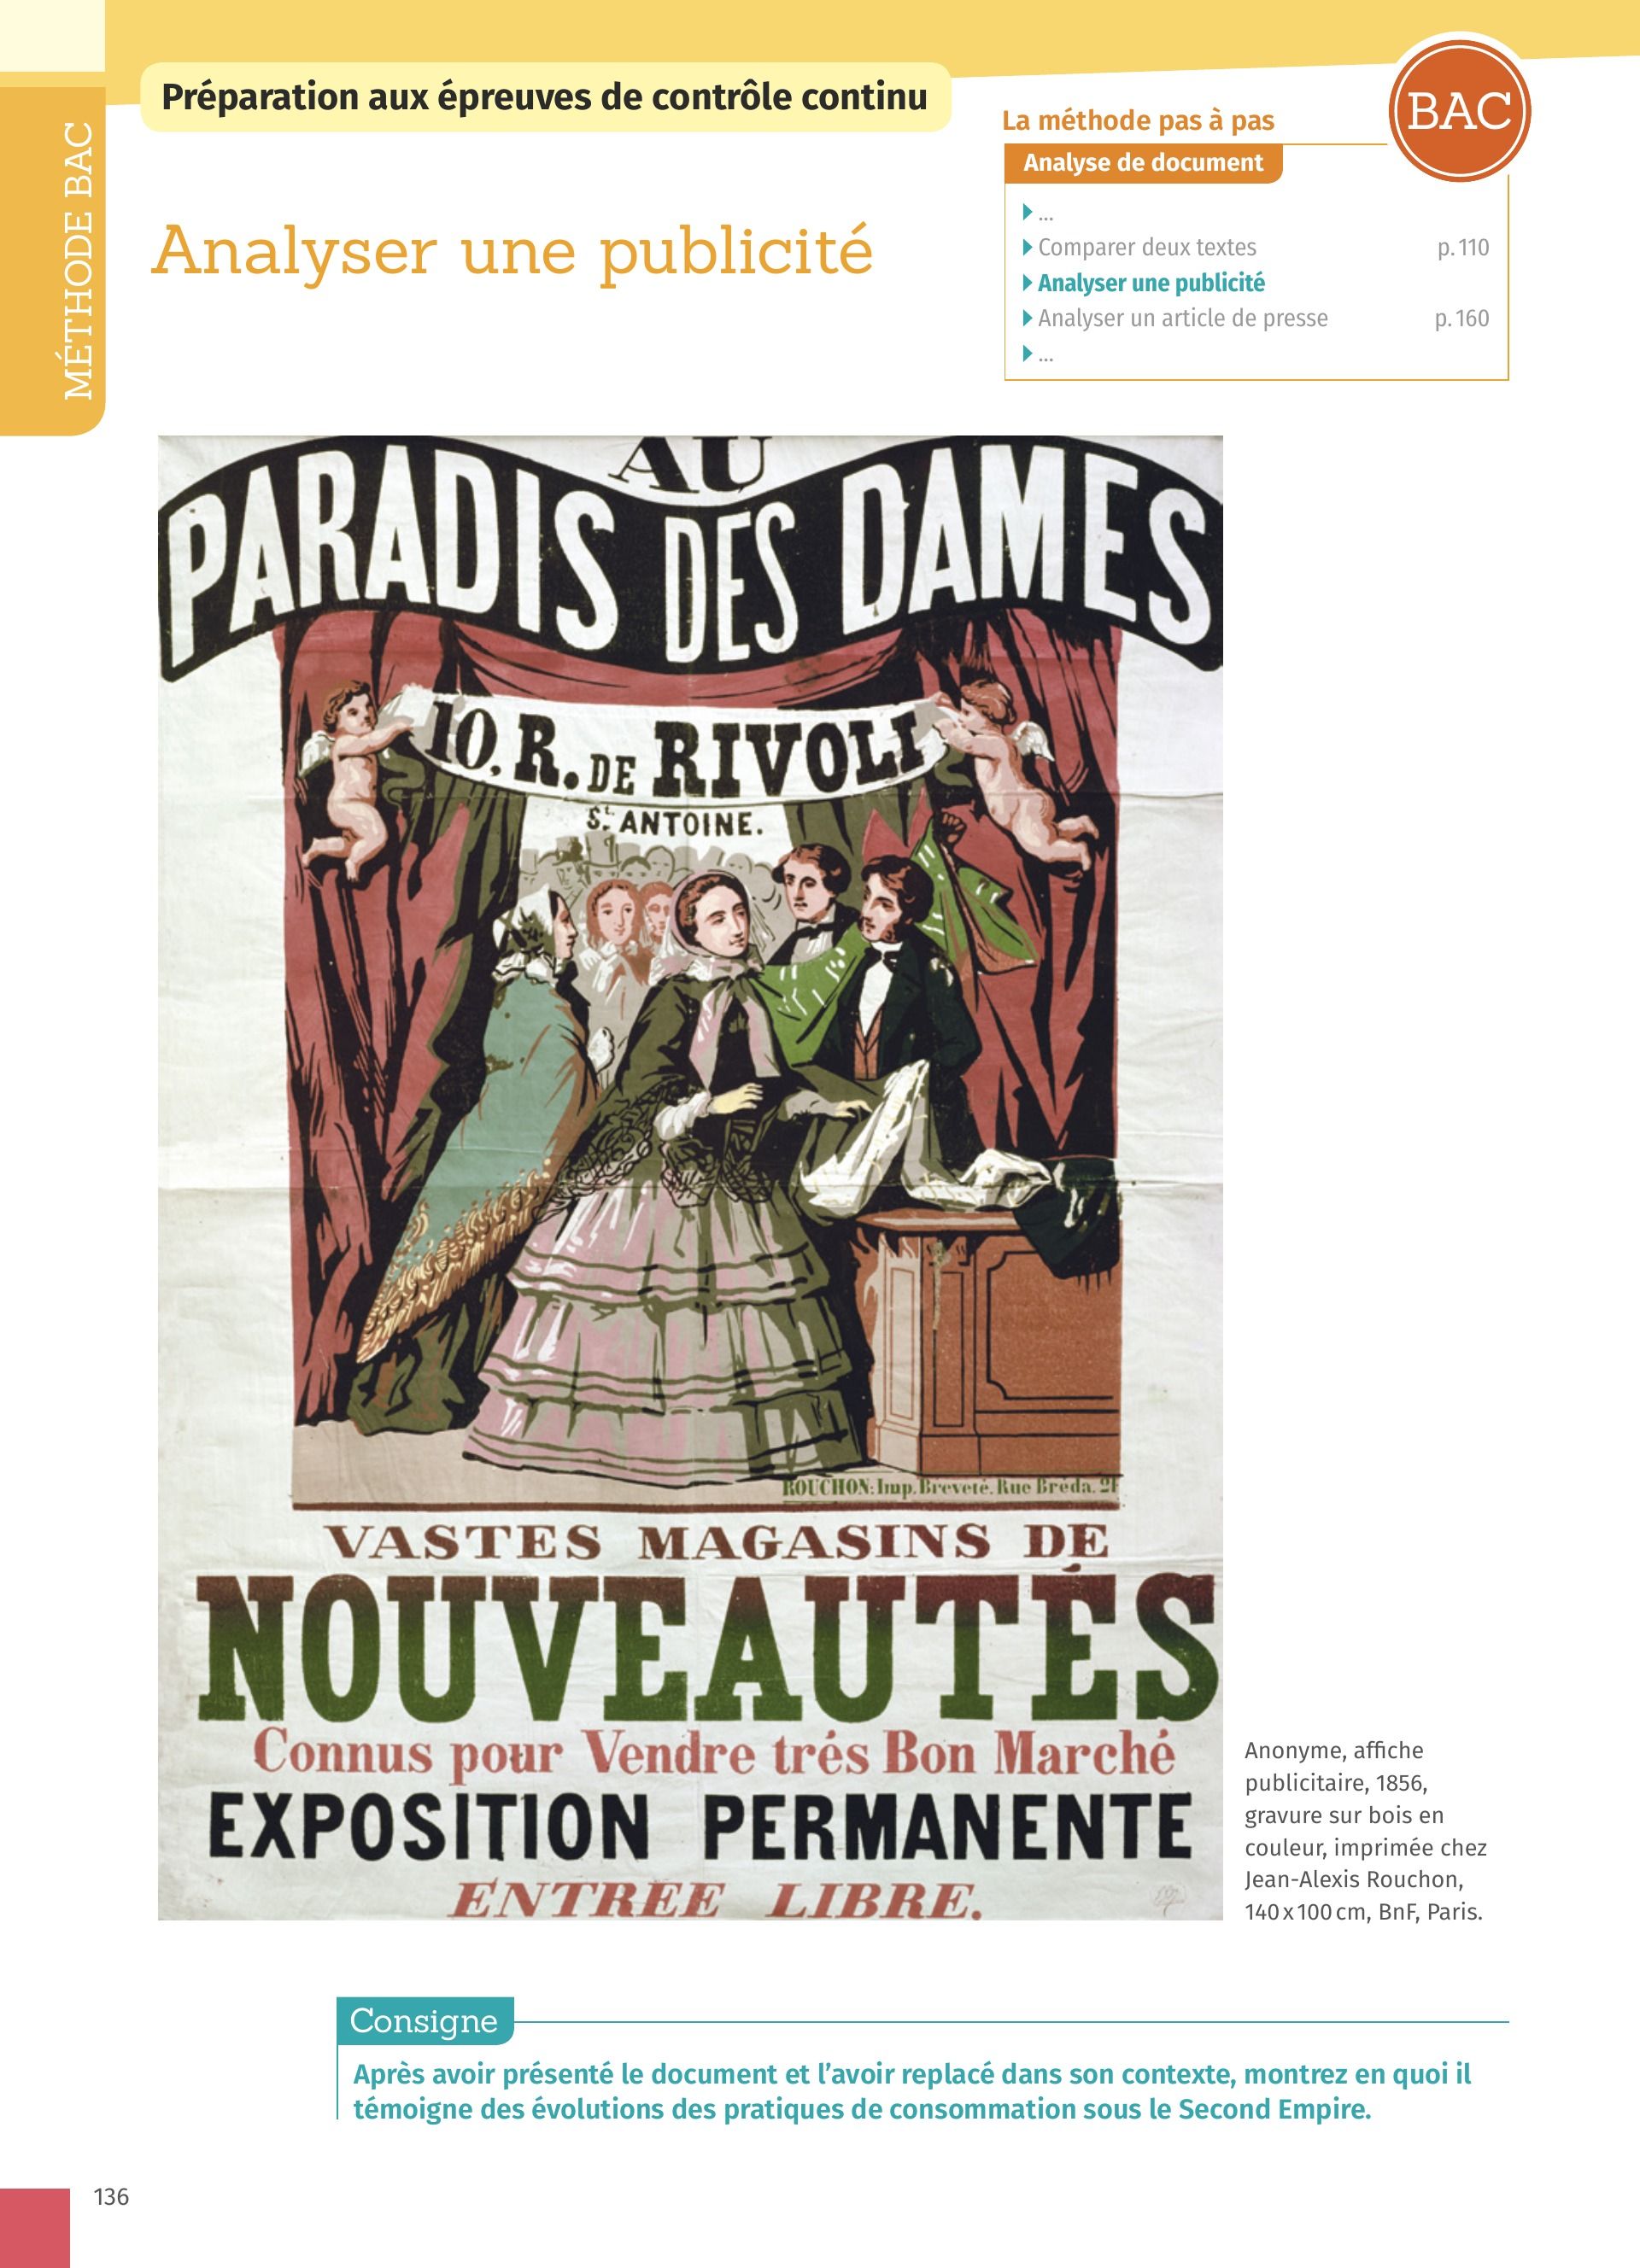 Préparation aux épreuves de contrôle continu
BAC
MÉTHODE BAC
La méthode pas à pas
Analyse de document
...
Comparer deux textes p. 110
Analyser une publicité
Analyser un article de presse p. 160
...
Analyser une publicité
AU
PARADIS DES DAMES
10, R. DE RIVOLI
St. ANTOINE.
ROUCHON: Imp. Breveté. Rue Bréda.
VASTES MAGASINS DE
NOUVEAUTÉS
Connus pour Vendre trés Bon Marché
EXPOSITION PERMANENTE
ENTREE LIBRE.
Anonyme, affiche
publicitaire, 1856,
gravure sur bois en
couleur, imprimée chez
Jean-Alexis Rouchon,
140 x 100 cm, BnF, Paris.
Consigne
Après avoir présenté le document et l'avoir replacé dans son contexte, montrez en quoi il
témoigne des évolutions des pratiques de consommation sous le Second Empire.
136